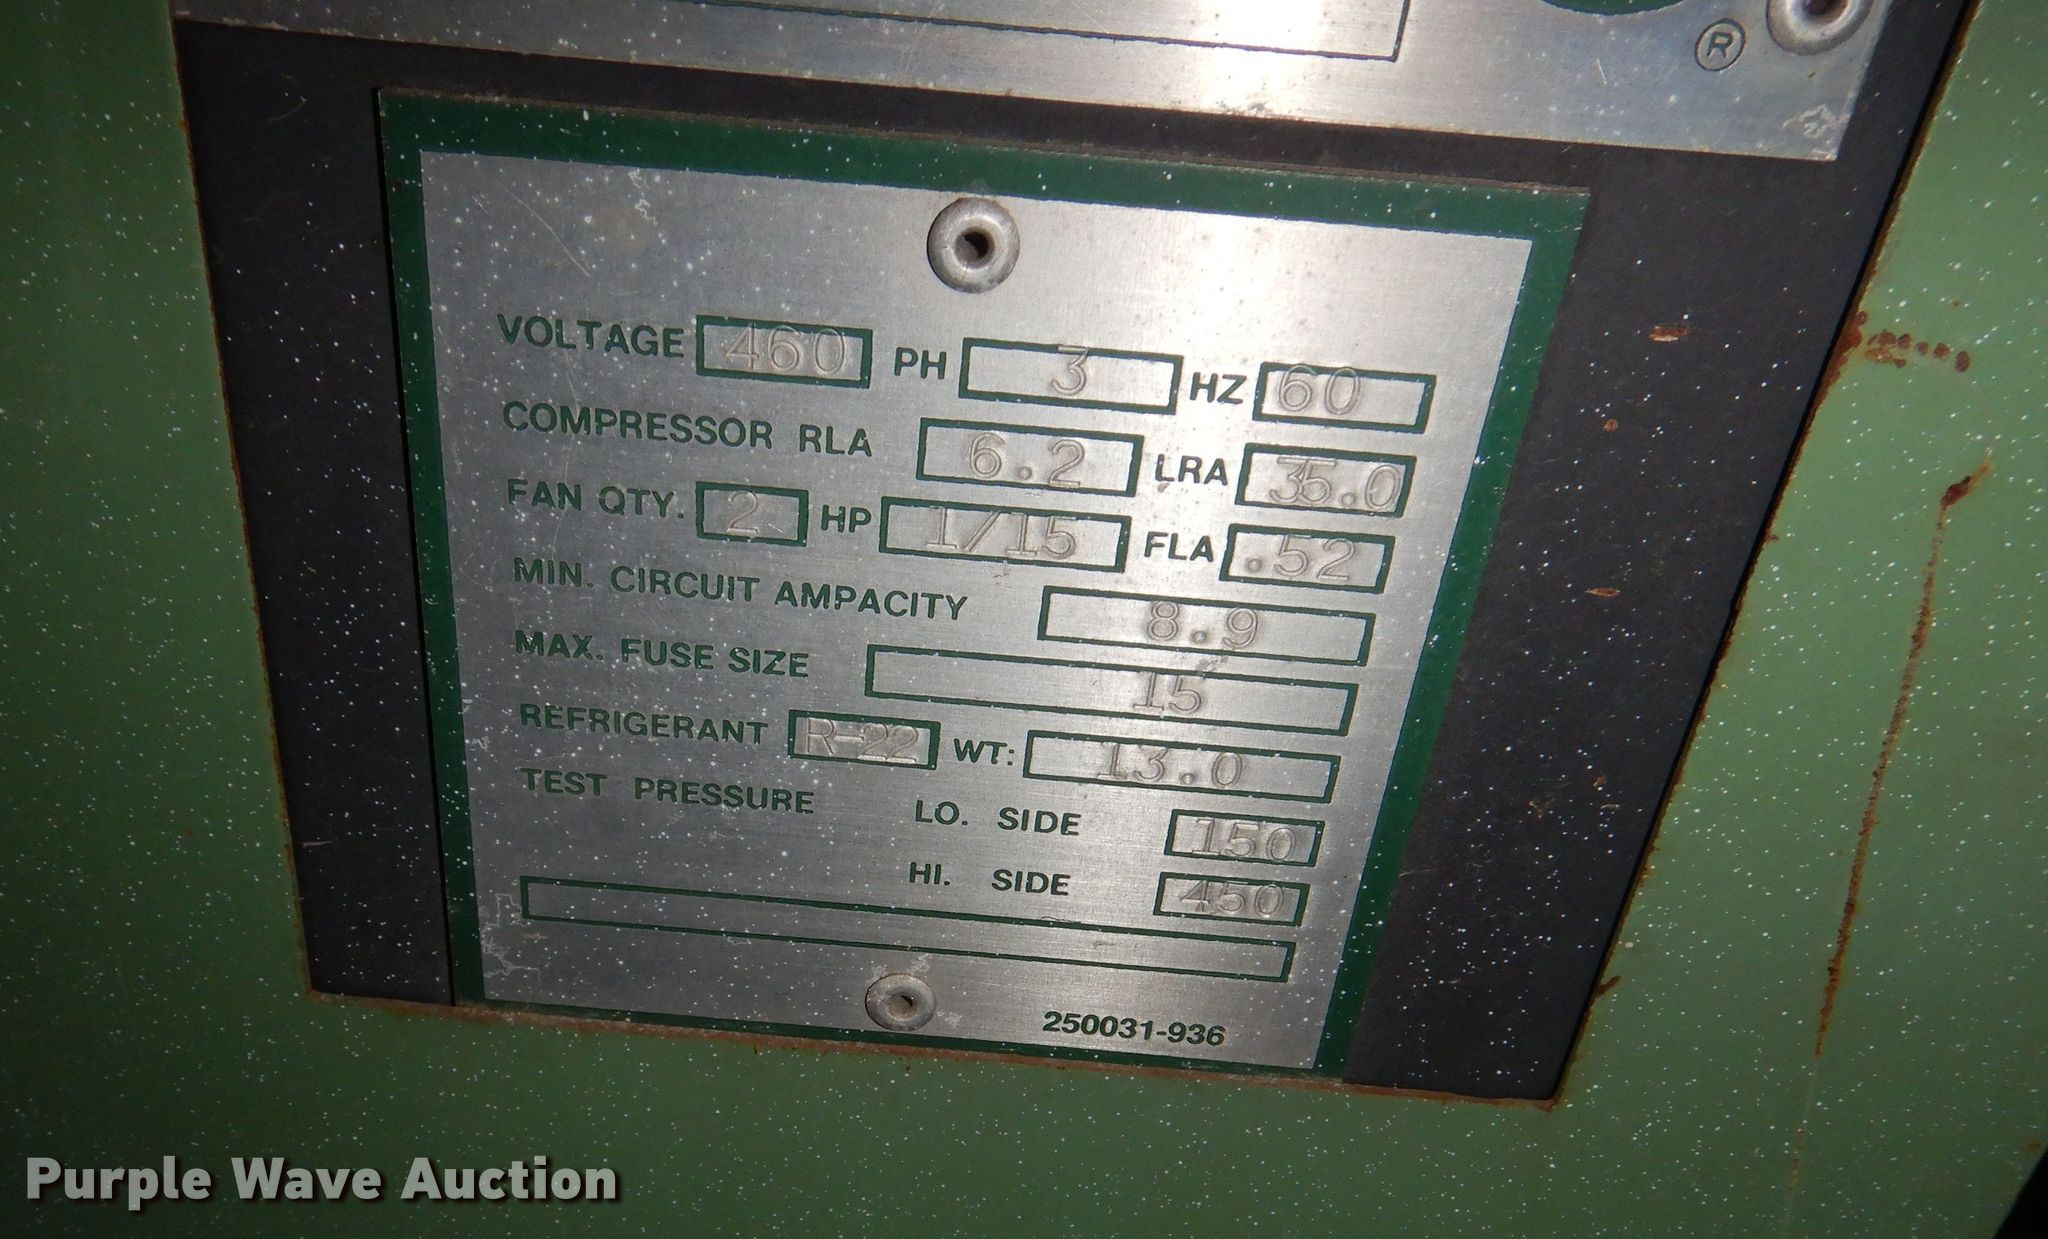 ®
VOLTAGE 460 PH 3 HZ 60
COMPRESSOR RLA 6.2 LRA 35.0
FAN QTY. 2 HP 1/15 FLA .52
MIN. CIRCUIT AMPACITY 8.9
MAX. FUSE SIZE 15
REFRIGERANT R-22 WT: 13.0
TEST PRESSURE LO. SIDE 150
HI. SIDE 450
250031-936
Purple Wave Auction